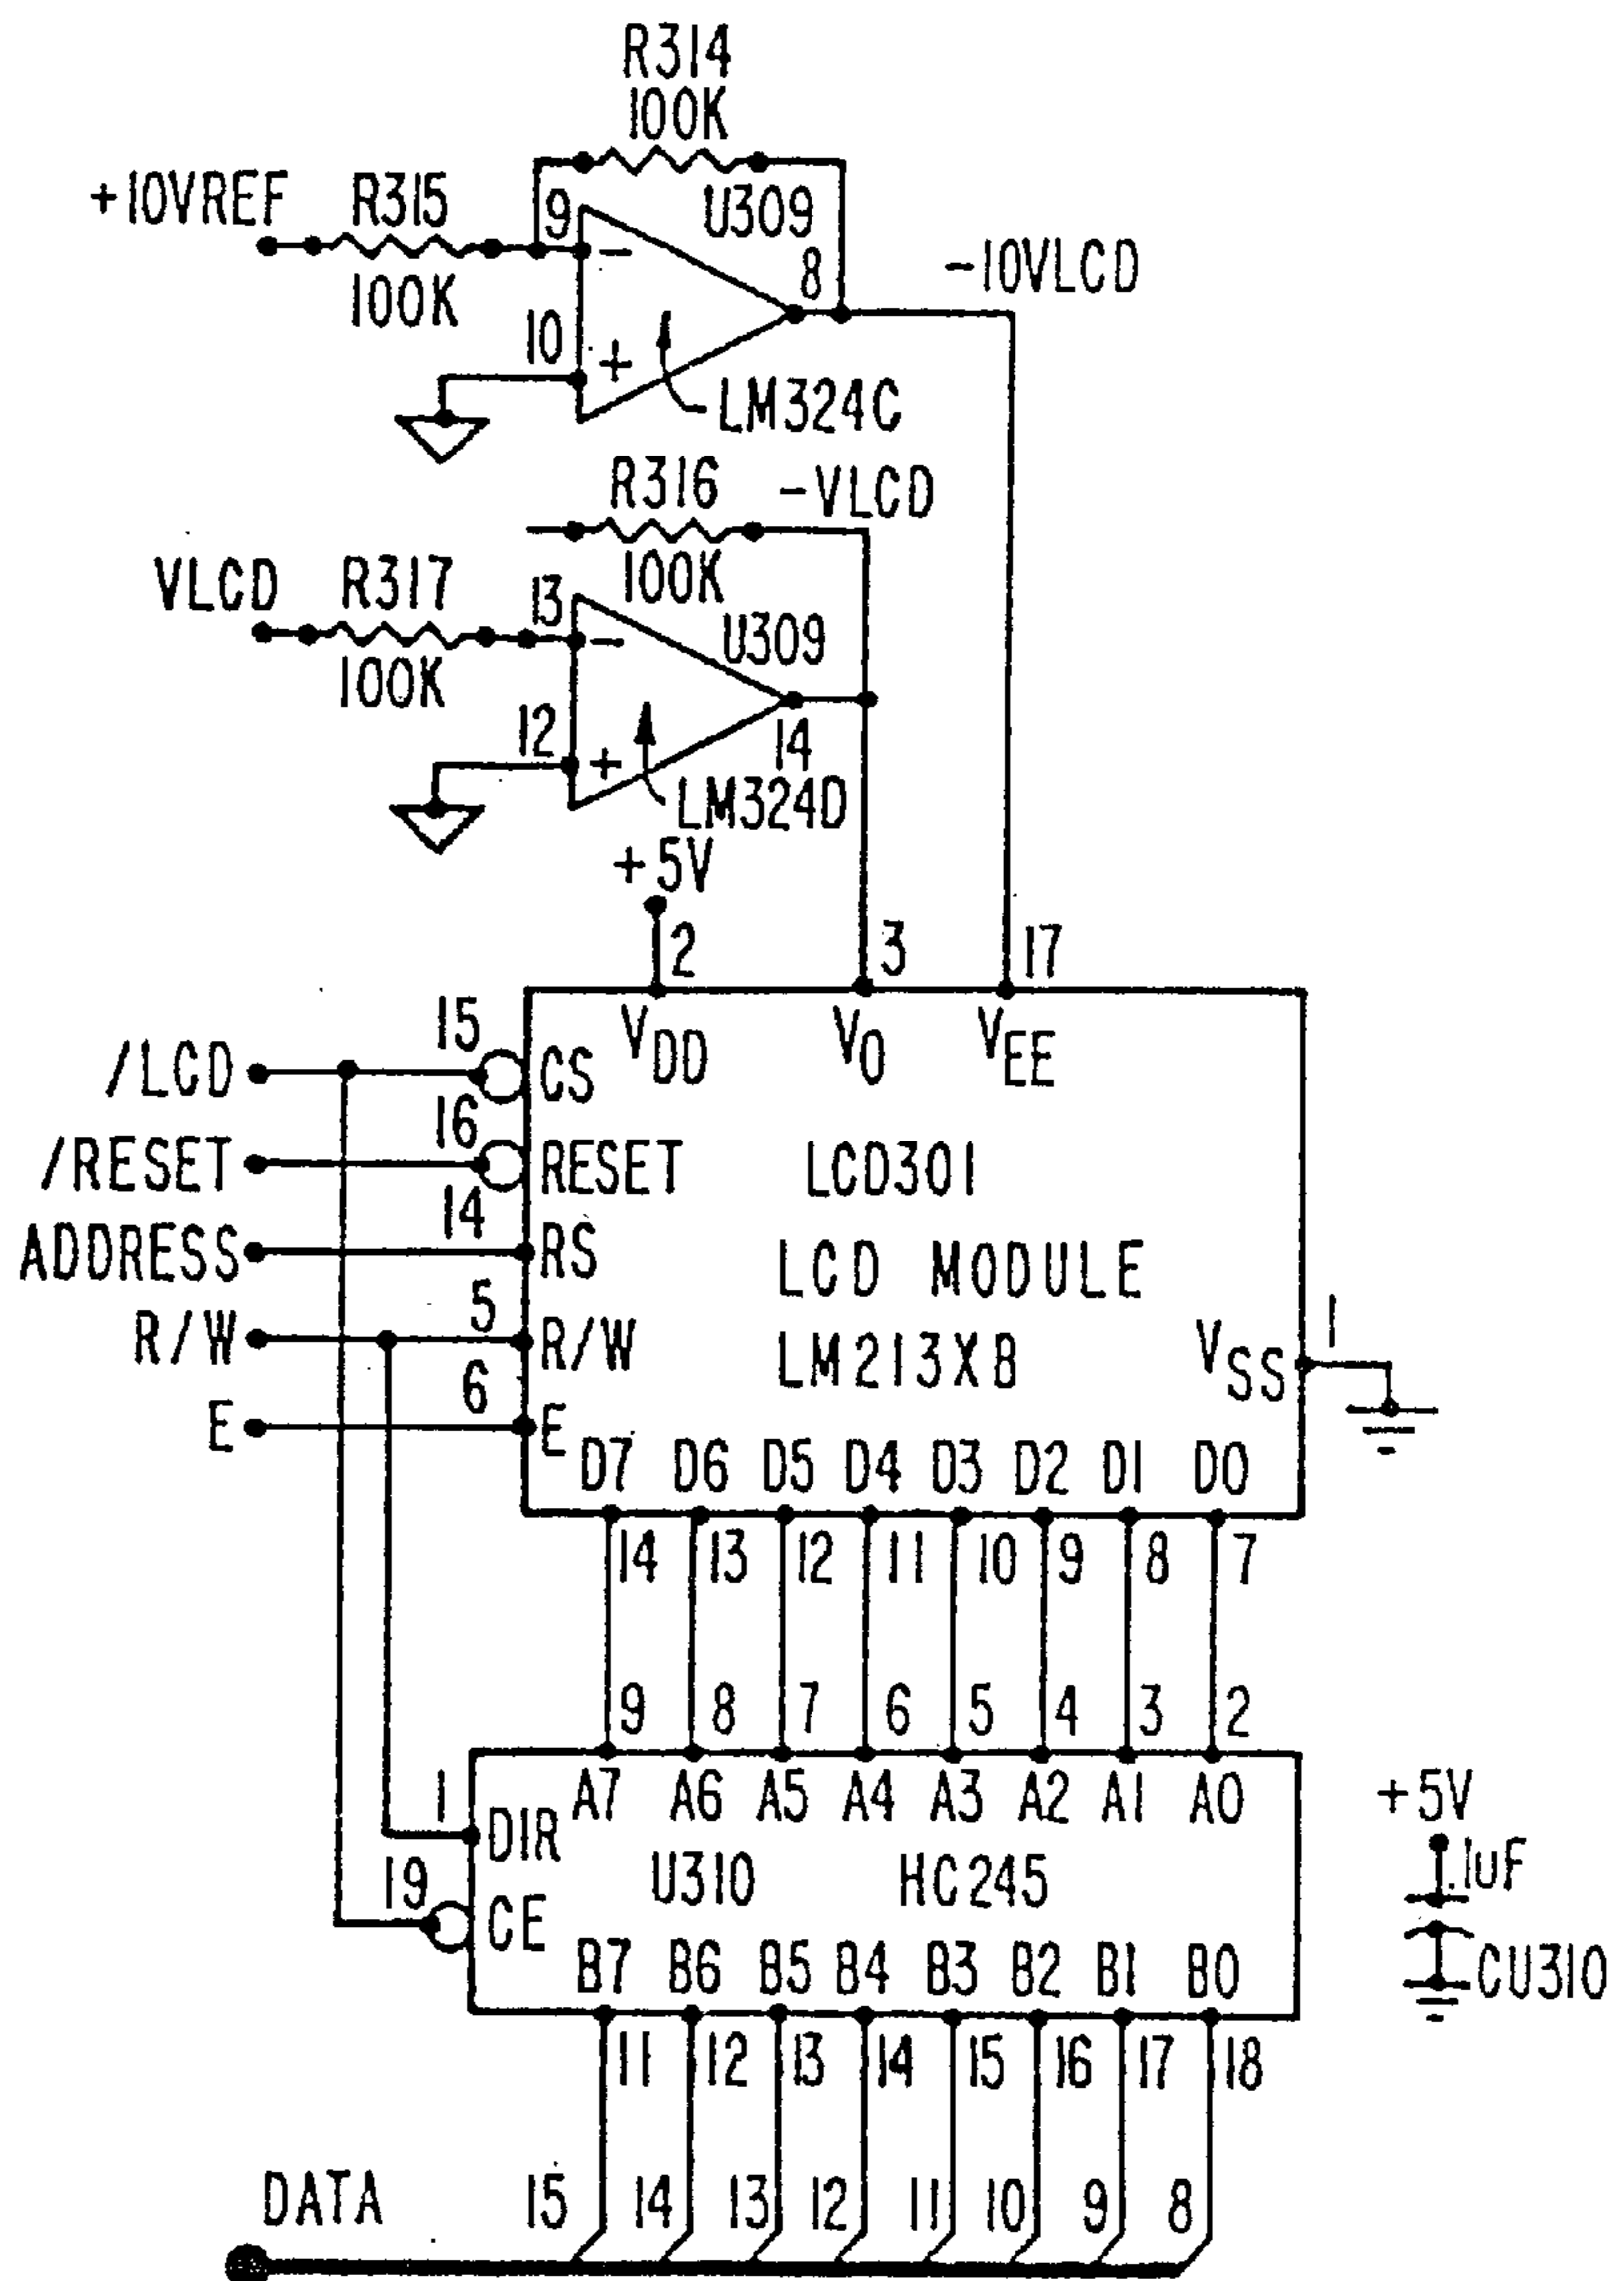 R314
100K
+10VREF
R315
100K
9
U309
8
-10VLCD
10
-
+
LM324C
R316
-VLCD
100K
VLCD
R317
100K
13
U309
12
-
+
14
LM324D
+5V
2
3
17
VDD
VO
VEE
/LCD
15
CS
/RESET
16
RESET
ADDRESS
14
RS
R/W
5
R/W
E
6
E
LCD301
LCD MODULE
LM213XB
VSS
1
D7 D6 D5 D4 D3 D2 D1 D0
14 13 12 11 10 9 8 7
9 8 7 6 5 4 3 2
A7 A6 A5 A4 A3 A2 A1 A0
1
DIR
19
CE
U310
HC245
B7 B6 B5 B4 B3 B2 B1 B0
11 12 13 14 15 16 17 18
+5V
.1uF
CU310
DATA
15 14 13 12 11 10 9 8